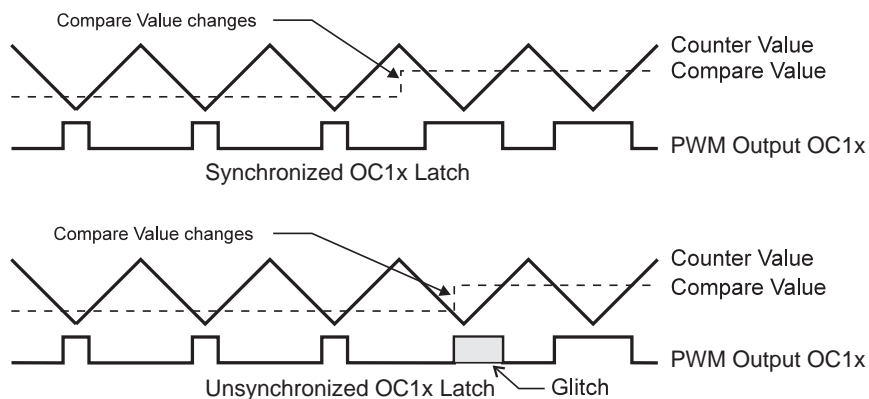 Compare Value changes
Counter Value
Compare Value
PWM Output OC1x
Synchronized OC1x Latch
Compare Value changes
Counter Value
Compare Value
PWM Output OC1x
Unsynchronized OC1x Latch
Glitch